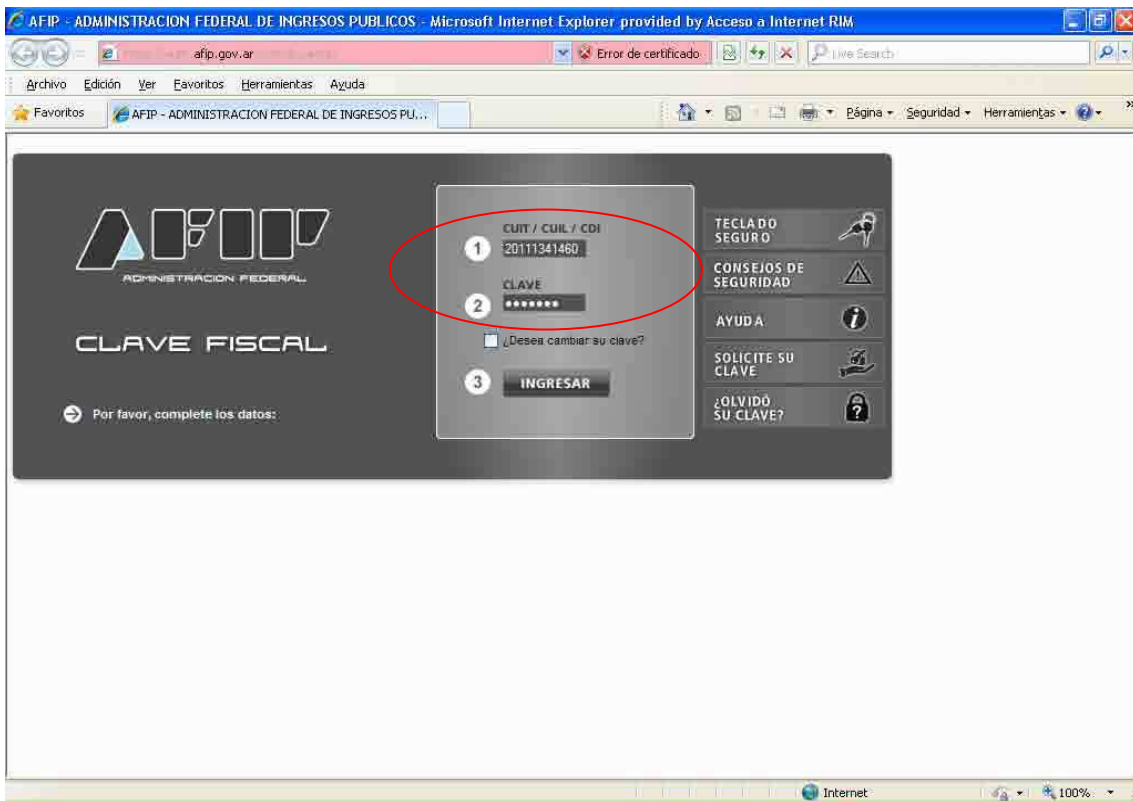 AFIP - ADMINISTRACION FEDERAL DE INGRESOS PUBLICOS - Microsoft Internet Explorer provided by Acceso a Internet RIM
afip.gov.ar
Error de certificado
Live Search
Archivo Edición Ver Favoritos Herramientas Ayuda
Favoritos
AFIP - ADMINISTRACION FEDERAL DE INGRESOS PU...
Página
Seguridad
Herramientas
»
AFIP
ADMINISTRACION FEDERAL
CLAVE FISCAL
Por favor, complete los datos:
CUIT / CUIL / CDI
1 20111341460
CLAVE
2 •••••••
¿Desea cambiar su clave?
3 INGRESAR
TECLADO
SEGURO
CONSEJOS DE
SEGURIDAD
AYUDA
SOLICITE SU
CLAVE
¿OLVIDÓ
SU CLAVE?
Internet
100%